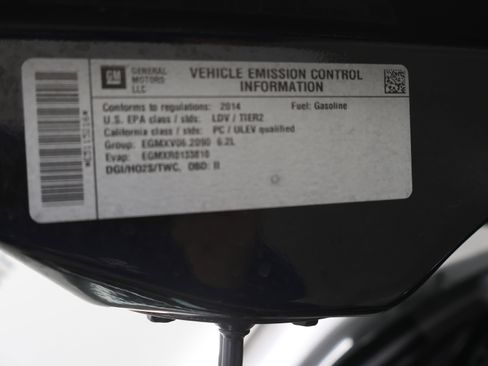 GM
GENERAL
MOTORS
LLC
VEHICLE EMISSION CONTROL
INFORMATION
Conforms to regulations: 2014 Fuel: Gasoline
U.S. EPA class / stds: LDV / TIER2
California class / stds: PC / ULEV qualified
Group: EGMXV06.2090 6.2L
Evap: EGMXR0133810
DGI/HO2S/TWC, OBD: II